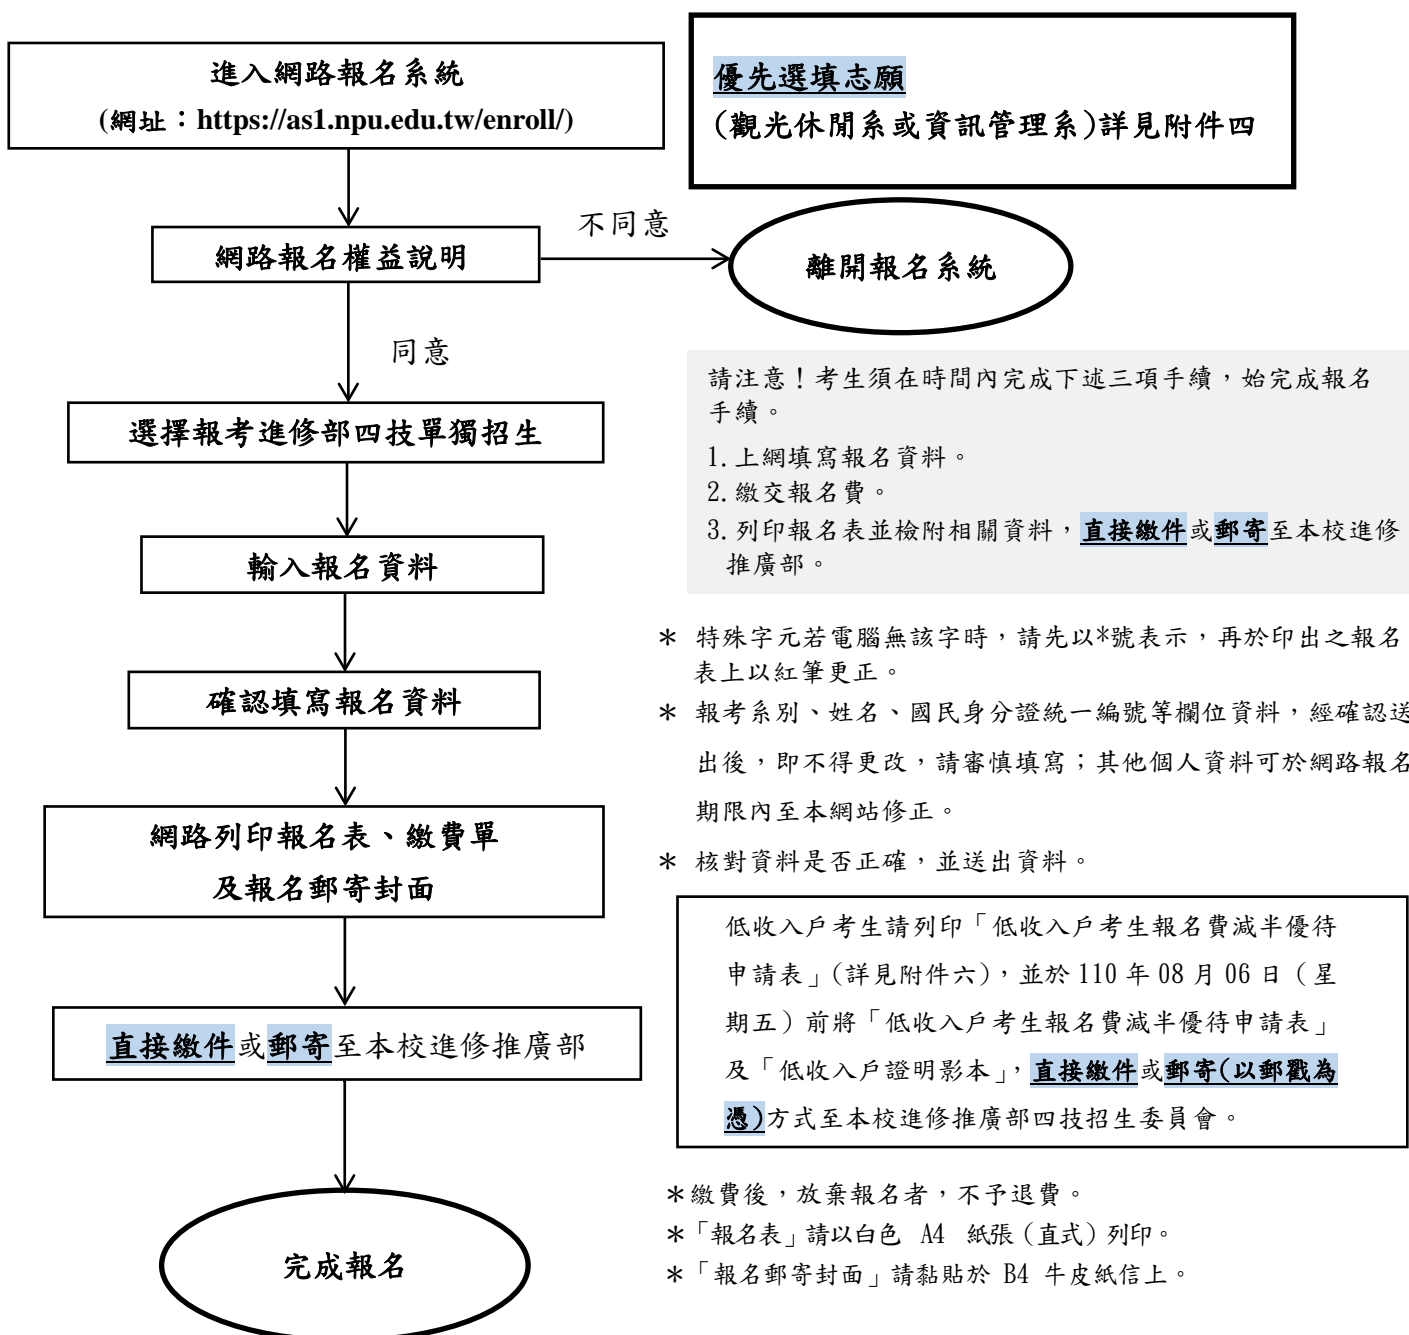 進入網路報名系統
(網址：https://as1.npu.edu.tw/enroll/)
優先選填志願
(觀光休閒系或資訊管理系)詳見附件四
網路報名權益說明
不同意
離開報名系統
同意
選擇報考進修部四技單獨招生
輸入報名資料
確認填寫報名資料
網路列印報名表、繳費單
及報名郵寄封面
直接繳件或郵寄至本校進修推廣部
完成報名
請注意！考生須在時間內完成下述三項手續，始完成報名
手續。
1.上網填寫報名資料。
2.繳交報名費。
3.列印報名表並檢附相關資料，直接繳件或郵寄至本校進修
推廣部。
＊ 特殊字元若電腦無該字時，請先以*號表示，再於印出之報名
表上以紅筆更正。
＊ 報考系別、姓名、國民身分證統一編號等欄位資料，經確認送
出後，即不得更改，請審慎填寫；其他個人資料可於網路報名
期限內至本網站修正。
＊ 核對資料是否正確，並送出資料。
低收入戶考生請列印「低收入戶考生報名費減半優待
申請表」(詳見附件六)，並於 110 年 08 月 06 日（星
期五）前將「低收入戶考生報名費減半優待申請表」
及「低收入戶證明影本」，直接繳件或郵寄(以郵戳為
憑)方式至本校進修推廣部四技招生委員會。
＊繳費後，放棄報名者，不予退費。
＊「報名表」請以白色 A4 紙張（直式）列印。
＊「報名郵寄封面」請黏貼於 B4 牛皮紙信上。